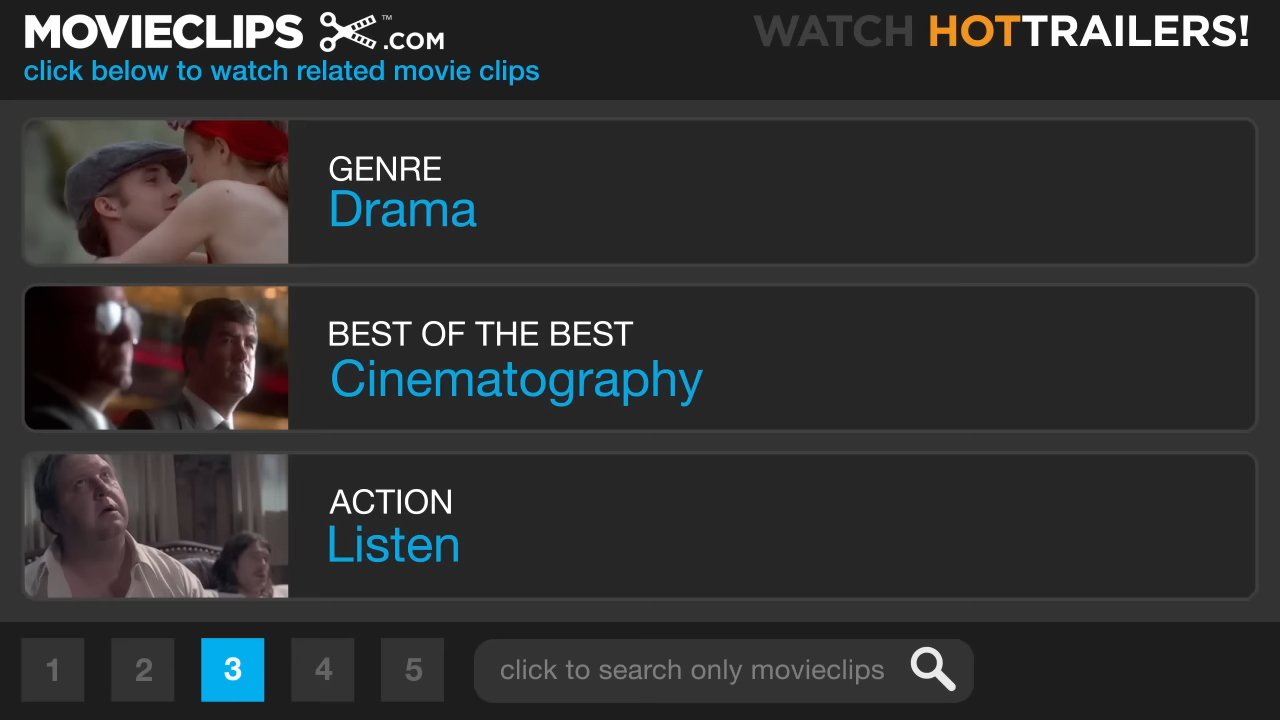 MOVIECLIPS ™ .COM
WATCH HOTTRAILERS!
click below to watch related movie clips
GENRE
Drama
BEST OF THE BEST
Cinematography
ACTION
Listen
1 2 3 4 5
click to search only movieclips